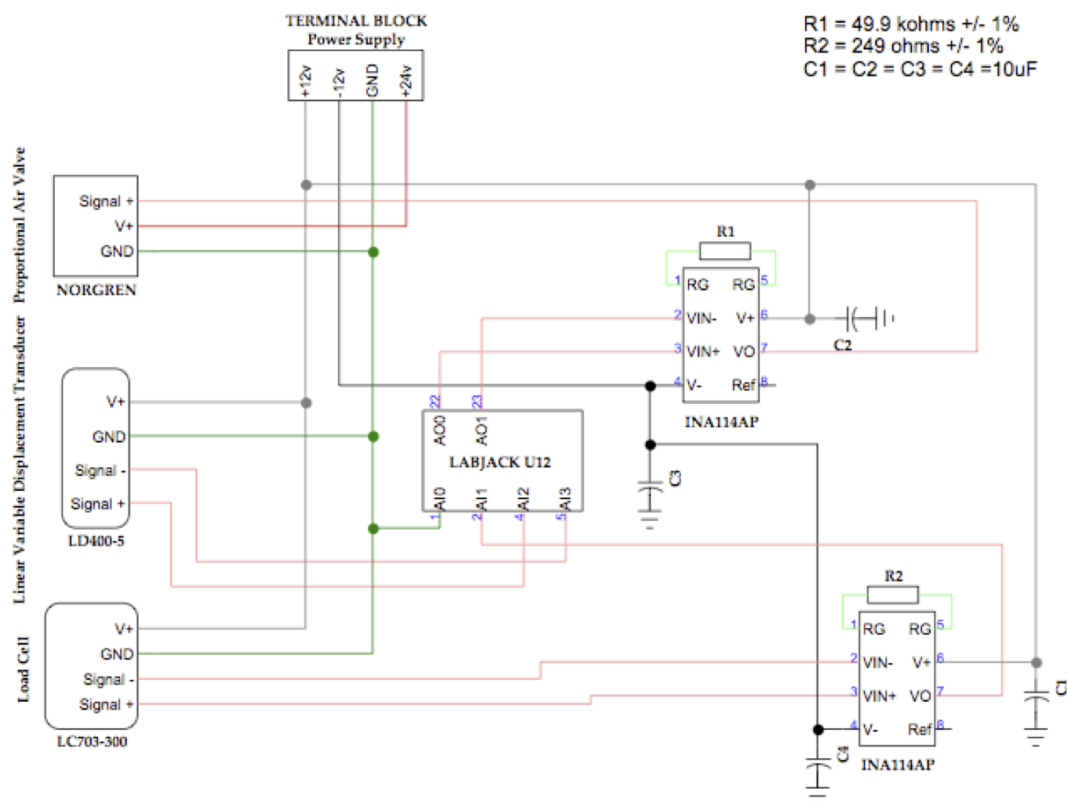 TERMINAL BLOCK
Power Supply
+12v
-12v
GND
+24v
R1 = 49.9 kohms +/- 1%
R2 = 249 ohms +/- 1%
C1 = C2 = C3 = C4 =10uF
Proportional Air Valve
Signal +
V+
GND
NORGREN
R1
1
RG
RG
5
2
VIN-
V+
6
3
VIN+
VO
7
4
V-
Ref
8
INA114AP
C2
Linear Variable Displacement Transducer
V+
GND
Signal -
Signal +
LD400-5
22
23
AO0
AO1
LABJACK U12
AI0
AI1
AI2
AI3
1
2
4
5
C3
R2
1
RG
RG
5
2
VIN-
V+
6
3
VIN+
VO
7
4
V-
Ref
8
INA114AP
C1
C4
Load Cell
V+
GND
Signal -
Signal +
LC703-300